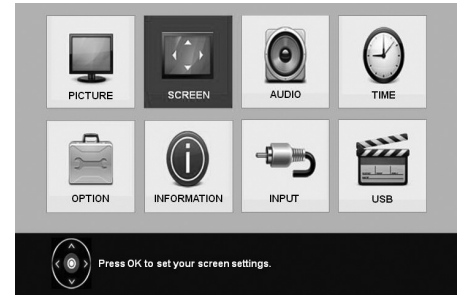 PICTURE
SCREEN
AUDIO
TIME
OPTION
INFORMATION
INPUT
USB
Press OK to set your screen settings.